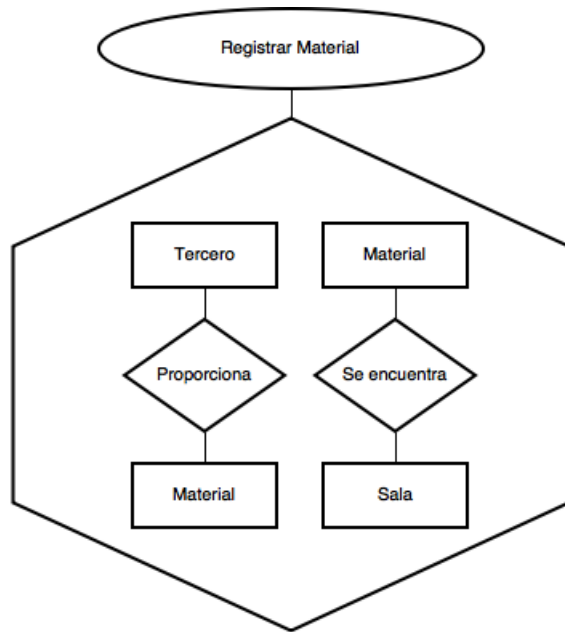 Registrar Material
Tercero
Material
Proporciona
Se encuentra
Material
Sala